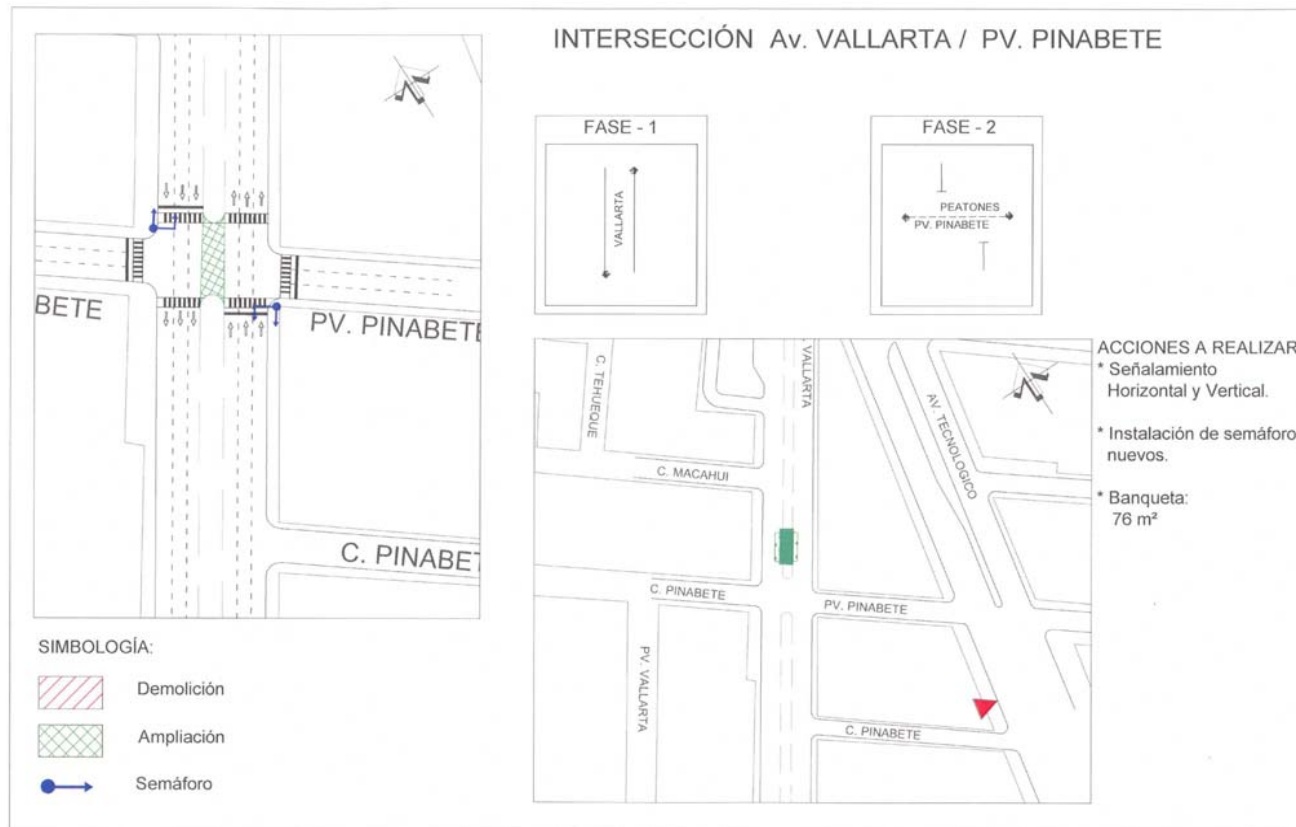 INTERSECCIÓN Av. VALLARTA / PV. PINABETE
BETE
PV. PINABETE
C. PINABET
FASE - 1
VALLARTA
FASE - 2
PEATONES
PV. PINABETE
C. TEHUEQUE
VALLARTA
AV. TECNOLOGICO
C. MACAHUI
C. PINABETE
PV. PINABETE
PV. VALLARTA
C. PINABETE
ACCIONES A REALIZAR
* Señalamiento
Horizontal y Vertical.
* Instalación de semáforo
nuevos.
* Banqueta:
76 m²
SIMBOLOGÍA:
Demolición
Ampliación
Semáforo